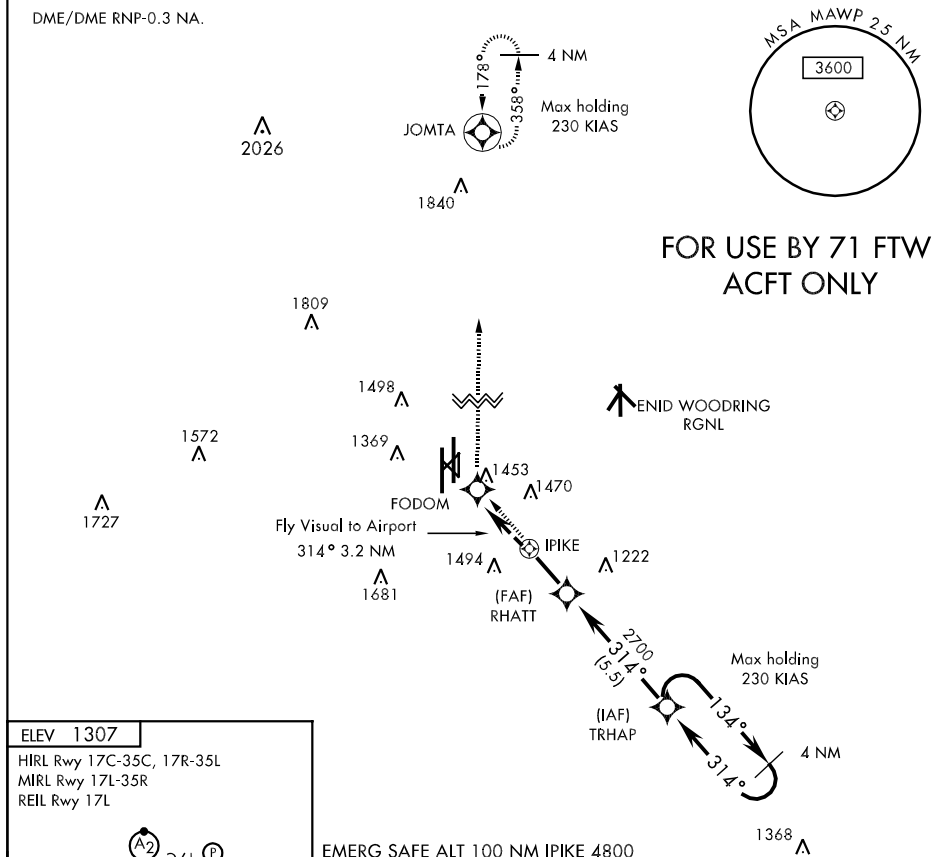 DME/DME RNP-0.3 NA.
MSA MAWP 25 NM
3600
4 NM
178°
358°
JOMTA
Max holding
230 KIAS
2026
1840
FOR USE BY 71 FTW
ACFT ONLY
1809
1498
ENID WOODRING
RGNL
1572
1369
1453
1470
FODOM
1727
Fly Visual to Airport
314° 3.2 NM
IPIKE
1494
1222
1681
(FAF)
RHATT
2700
314°
(5.5)
Max holding
230 KIAS
(IAF)
TRHAP
134°
4 NM
314°
ELEV 1307
HIRL Rwy 17C-35C, 17R-35L
MIRL Rwy 17L-35R
REIL Rwy 17L
1368
A2
P
EMERG SAFE ALT 100 NM IPIKE 4800